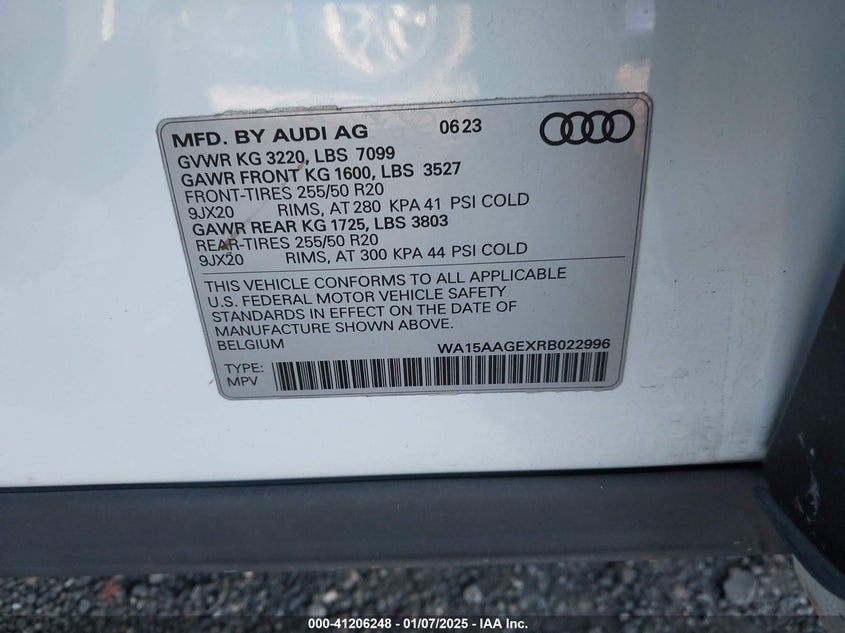 MFD. BY AUDI AG 0623
GVWR KG 3220, LBS 7099
GAWR FRONT KG 1600, LBS 3527
FRONT-TIRES 255/50 R20
9JX20 RIMS, AT 280 KPA 41 PSI COLD
GAWR REAR KG 1725, LBS 3803
REAR-TIRES 255/50 R20
9JX20 RIMS, AT 300 KPA 44 PSI COLD
THIS VEHICLE CONFORMS TO ALL APPLICABLE
U.S. FEDERAL MOTOR VEHICLE SAFETY
STANDARDS IN EFFECT ON THE DATE OF
MANUFACTURE SHOWN ABOVE.
BELGIUM WA15AAGEXRB022996
TYPE:
MPV
000-41206248 - 01/07/2025 - IAA Inc.